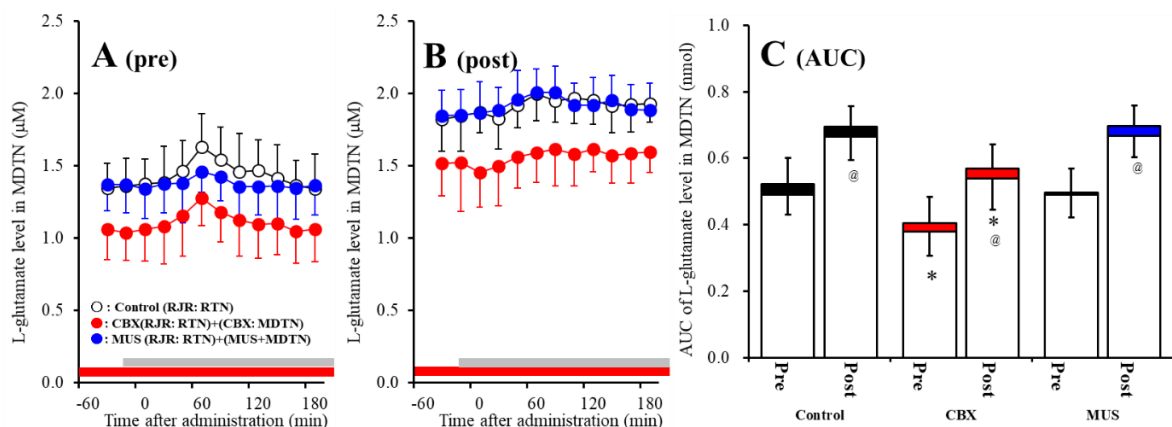 A (pre)
L-glutamate level in MDTN (μM)
2.5
2.0
1.5
1.0
0.5
0.0
: Control (RJR: RTN)
: CBX(RJR: RTN)+(CBX: MDTN)
: MUS (RJR: RTN)+(MUS+MDTN)
-60 0 60 120 180
Time after administration (min)
B (post)
L-glutamate level in MDTN (μM)
2.5
2.0
1.5
1.0
0.5
0.0
-60 0 60 120 180
Time after administration (min)
C (AUC)
AUC of L-glutamate level in MDTN (nmol)
1.0
0.8
0.6
0.4
0.2
0.0
@
*
*
@
@
Pre Post Pre Post Pre Post
Control CBX MUS